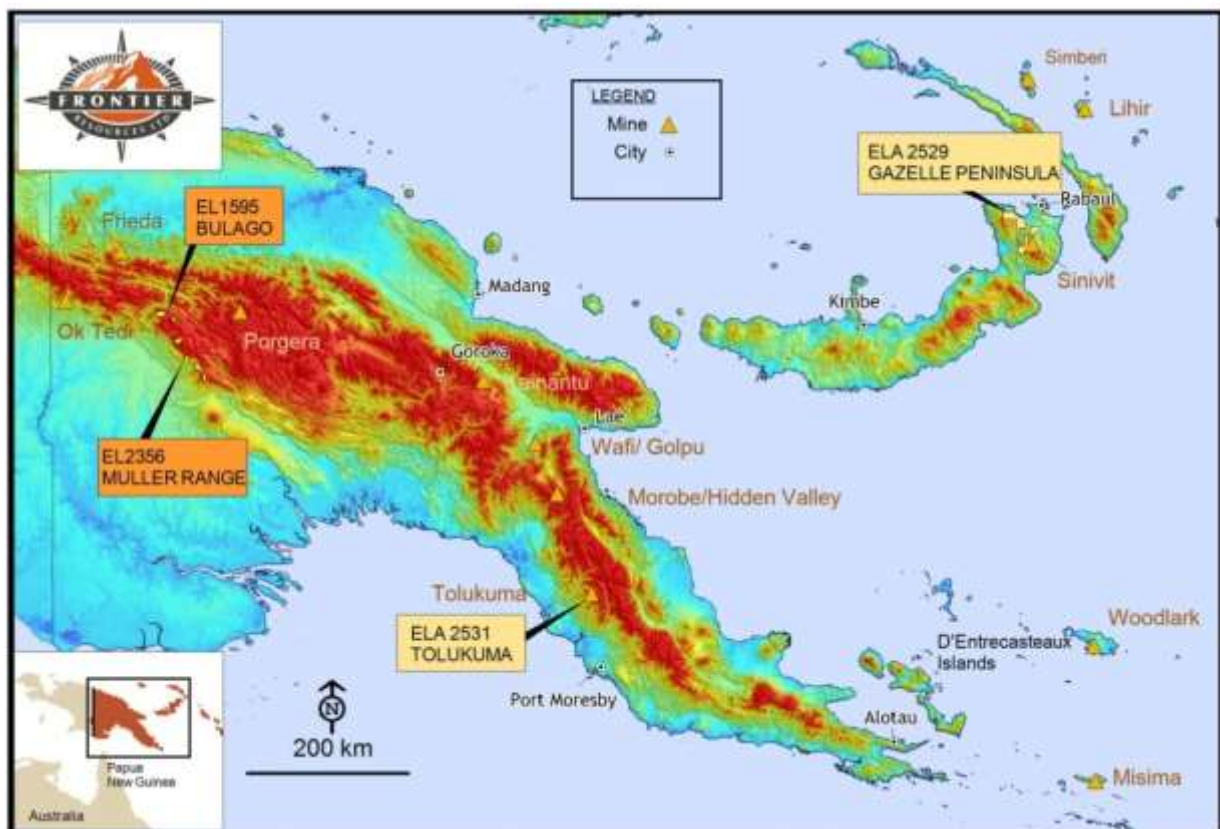 FRONTIER
RESOURCES LTD
LEGEND
Mine
City
Simberi
Lihir
ELA 2529
GAZELLE PENINSULA
Rabaul
EL1595
BULAGO
Frieda
Sinivit
Madang
Kimbe
Ok Tedi
Porgera
Goroka
Lae
Wafi/ Golpu
EL2356
MULLER RANGE
Morobe/Hidden Valley
Tolukuma
Woodlark
ELA 2531
TOLUKUMA
D'Entrecasteaux
Islands
N
Port Moresby
Alotau
200 km
Papua
New Guinea
Misima
Australia